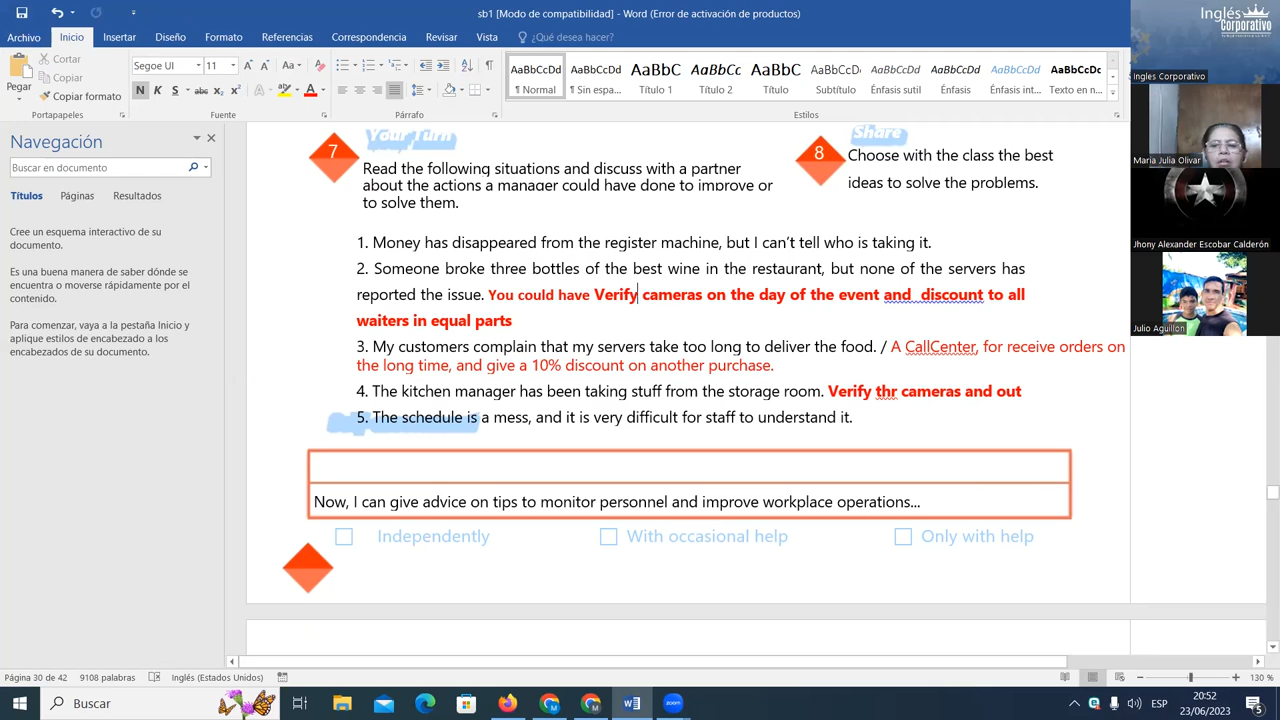 sb1 [Modo de compatibilidad] - Word (Error de activación de productos)
Archivo Inicio Insertar Diseño Formato Referencias Correspondencia Revisar Vista ¿Qué desea hacer?
Pegar
Cortar
Copiar
Copiar formato
Portapapeles
Segoe UI 11
Fuente
Párrafo
AaBbCcDd AaBbCcDd AaBbC AaBbCc AaBbC AaBbCcD AaBbCcDd AaBbCcDd AaBbCcDd AaBbCcDc
¶ Normal ¶ Sin espa... Título 1 Título 2 Título Subtítulo Énfasis sutil Énfasis Énfasis int... Texto en n...
Estilos
Navegación
Buscar en documento
Títulos Páginas Resultados
Cree un esquema interactivo de su
documento.
Es una buena manera de saber dónde se
encuentra o moverse rápidamente por el
contenido.
Para comenzar, vaya a la pestaña Inicio y
aplique estilos de encabezado a los
encabezados de su documento.
7 Your Turn
Read the following situations and discuss with a partner
about the actions a manager could have done to improve or
to solve them.
8 Share
Choose with the class the best
ideas to solve the problems.
1. Money has disappeared from the register machine, but I can't tell who is taking it.
2. Someone broke three bottles of the best wine in the restaurant, but none of the servers has
reported the issue. You could have Verify cameras on the day of the event and discount to all
waiters in equal parts
3. My customers complain that my servers take too long to deliver the food. / A CallCenter, for receive orders on
the long time, and give a 10% discount on another purchase.
4. The kitchen manager has been taking stuff from the storage room. Verify thr cameras and out
5. The schedule is a mess, and it is very difficult for staff to understand it.
Now, I can give advice on tips to monitor personnel and improve workplace operations...
Independently With occasional help Only with help
Inglés
Corporativo
Ingles Corporativo
Maria Julia Olivar
Jhony Alexander Escobar Calderón
Julio Aguillon
Página 30 de 42 9108 palabras Inglés (Estados Unidos) 130 %
Buscar
zoom
ESP
20:52
23/06/2023
5